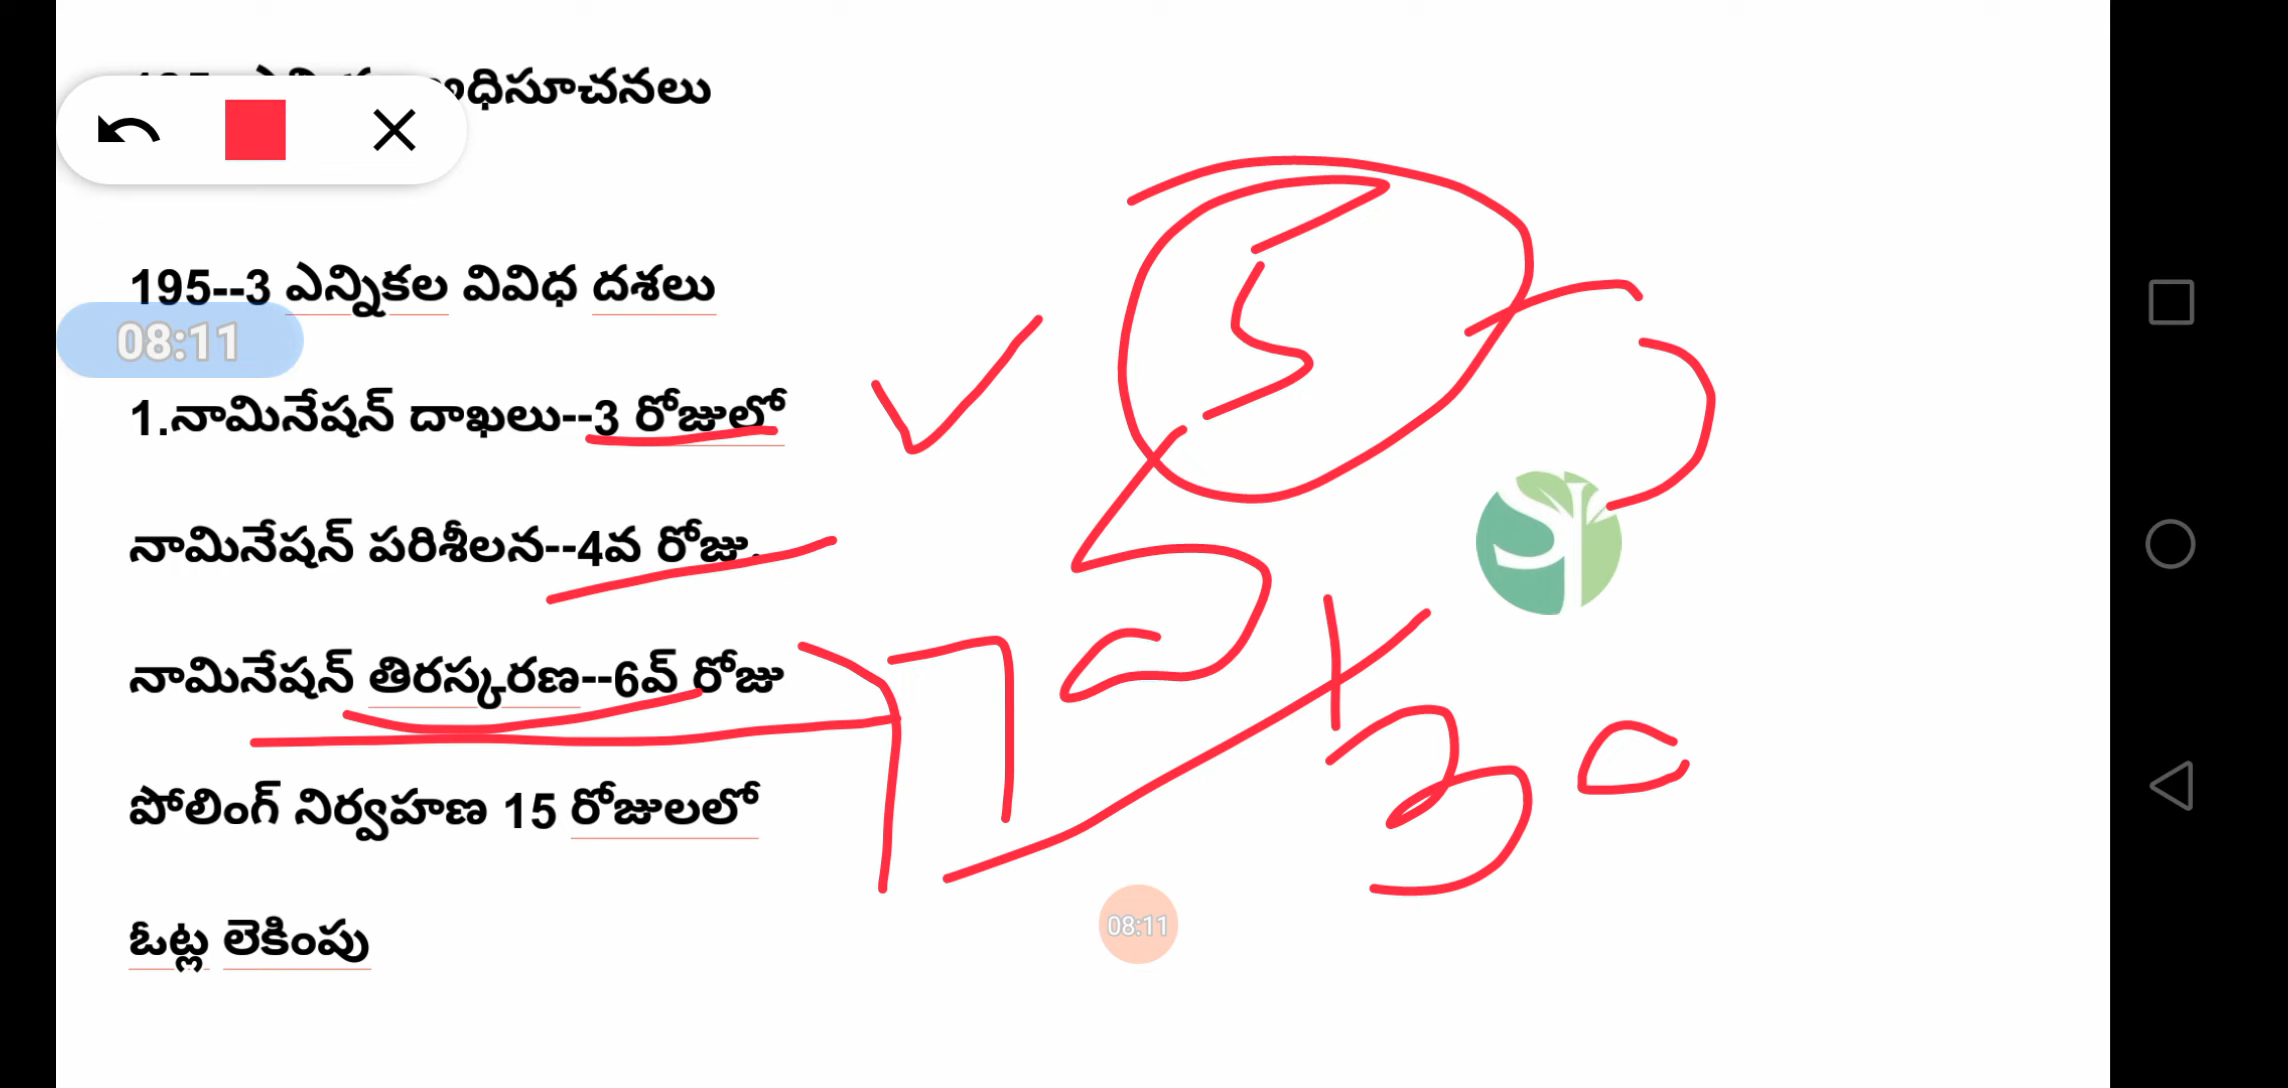 అధిసూచనలు
195--3 ఎన్నికల వివిధ దశలు
08:11
1.నామినేషన్ దాఖలు--3 రోజులో
నామినేషన్ పరిశీలన--4వ రోజు.
నామినేషన్ తిరస్కరణ--6వ్ రోజు
పోలింగ్ నిర్వహణ 15 రోజులలో
08:11
ఓట్ల లెకింపు